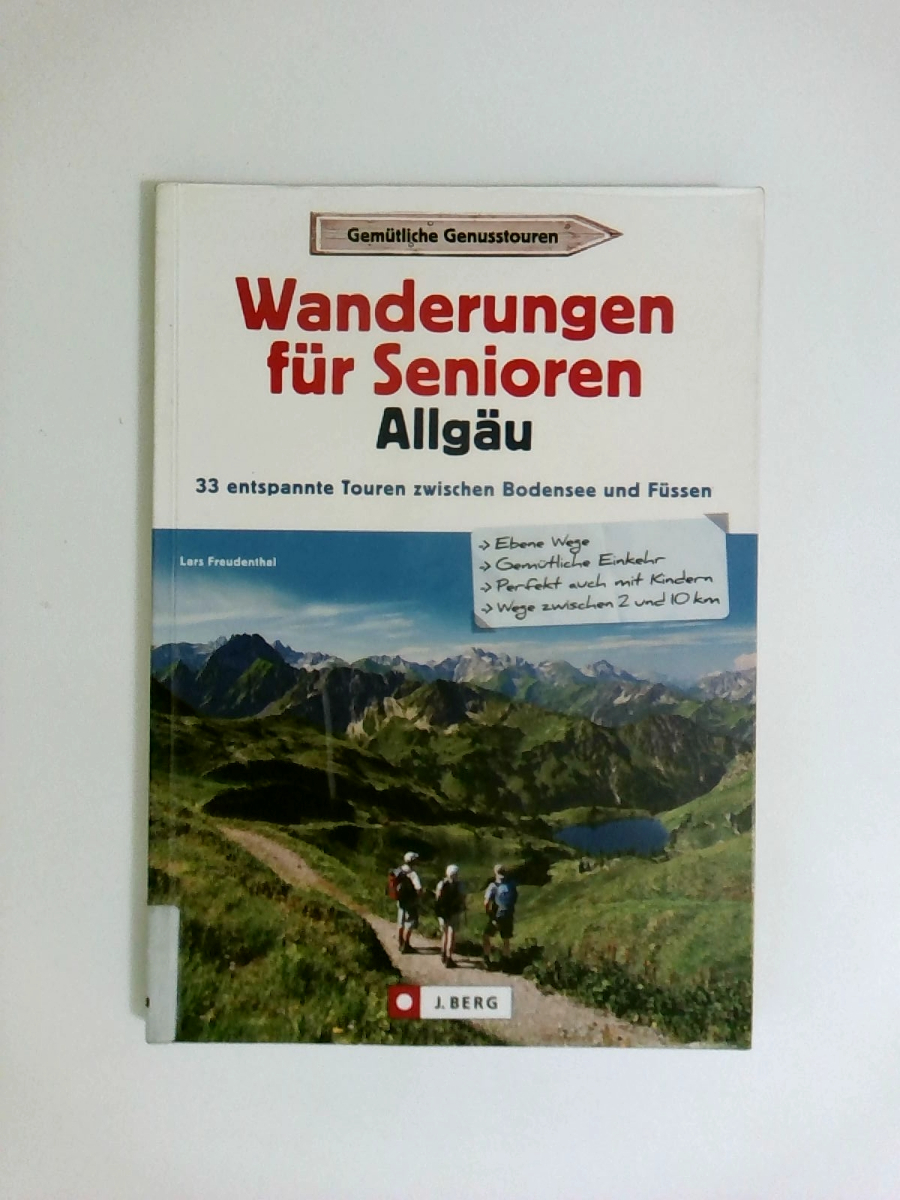 Gemütliche Genusstouren
Wanderungen
für Senioren
Allgäu
33 entspannte Touren zwischen Bodensee und Füssen
Lars Freudenthal
-> Ebene Wege
-> Gemütliche Einkehr
-> Perfekt auch mit Kindern
-> Wege zwischen 2 und 10 km
J. BERG